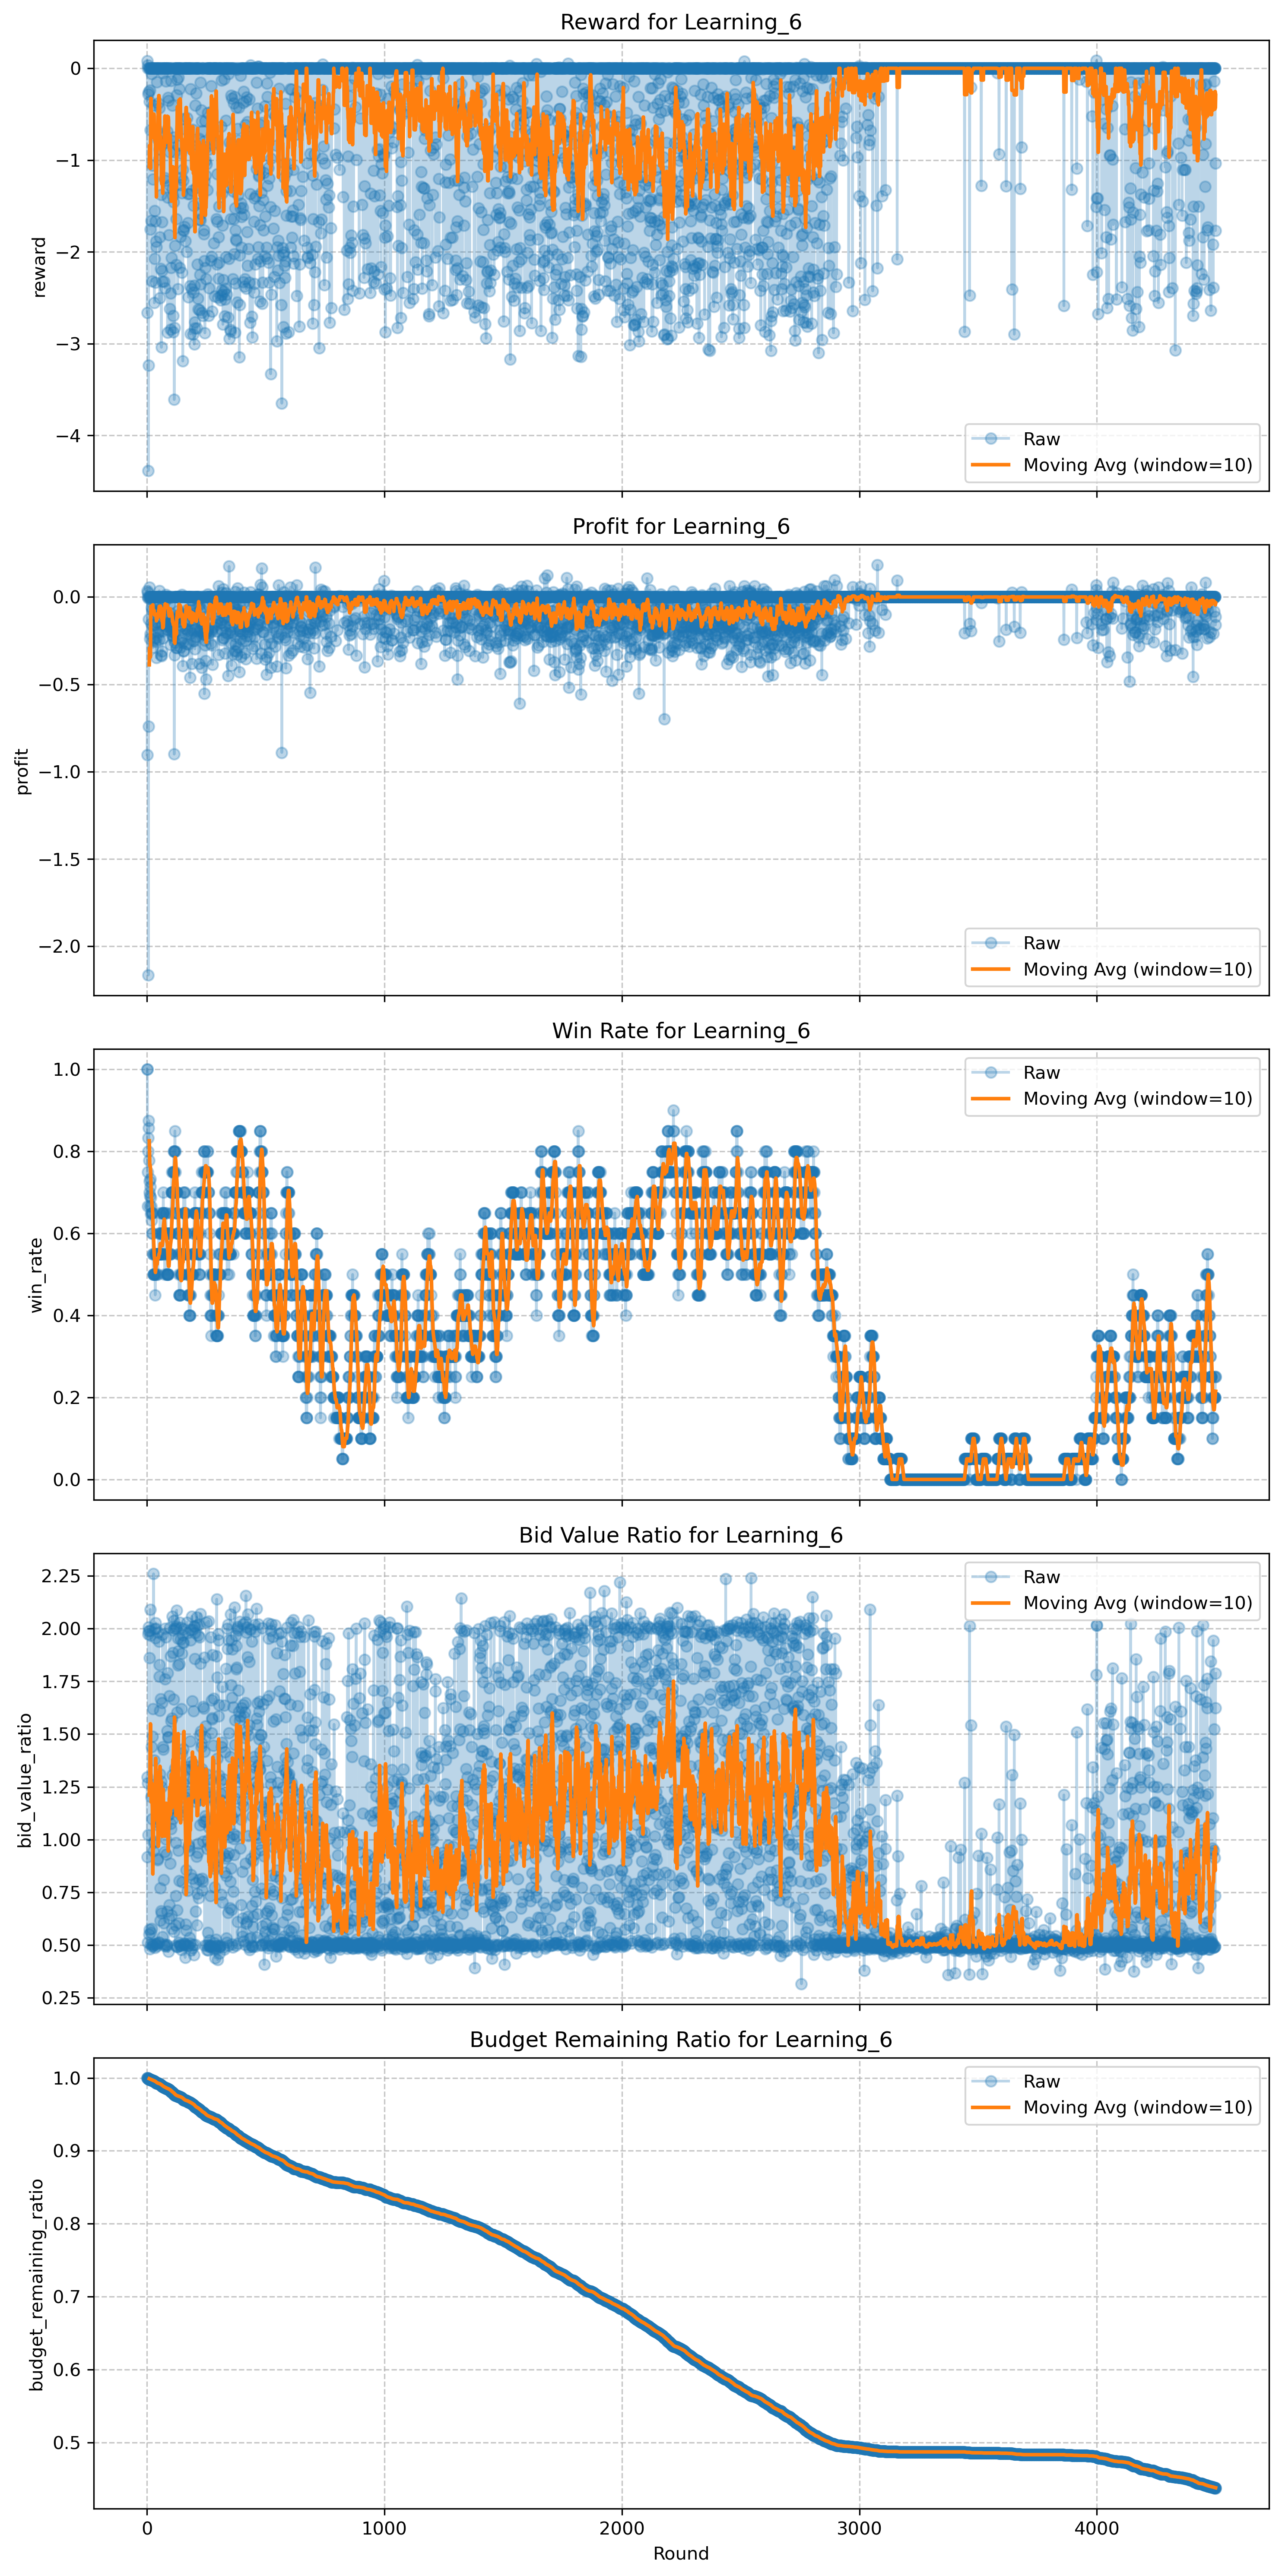 Reward for Learning_6
0
−1
−2
−3
−4
reward
Raw
Moving Avg (window=10)
Profit for Learning_6
0.0
−0.5
−1.0
−1.5
−2.0
profit
Raw
Moving Avg (window=10)
Win Rate for Learning_6
1.0
0.8
0.6
0.4
0.2
0.0
win_rate
Raw
Moving Avg (window=10)
Bid Value Ratio for Learning_6
2.25
2.00
1.75
1.50
1.25
1.00
0.75
0.50
0.25
bid_value_ratio
Raw
Moving Avg (window=10)
Budget Remaining Ratio for Learning_6
1.0
0.9
0.8
0.7
0.6
0.5
budget_remaining_ratio
Raw
Moving Avg (window=10)
0 1000 2000 3000 4000
Round